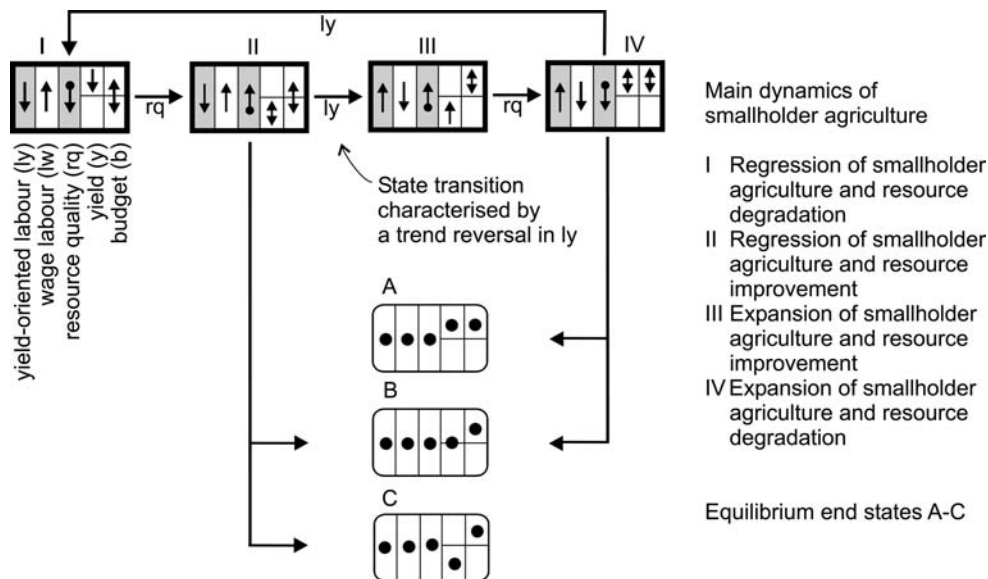 ly
I
II
III
IV
rq
ly
rq
yield-oriented labour (ly)
wage labour (lw)
resource quality (rq)
yield (y)
budget (b)
State transition
characterised by
a trend reversal in ly
A
B
C
Main dynamics of
smallholder agriculture
I Regression of smallholder
agriculture and resource
degradation
II Regression of smallholder
agriculture and resource
improvement
III Expansion of smallholder
agriculture and resource
improvement
IV Expansion of smallholder
agriculture and resource
degradation
Equilibrium end states A-C